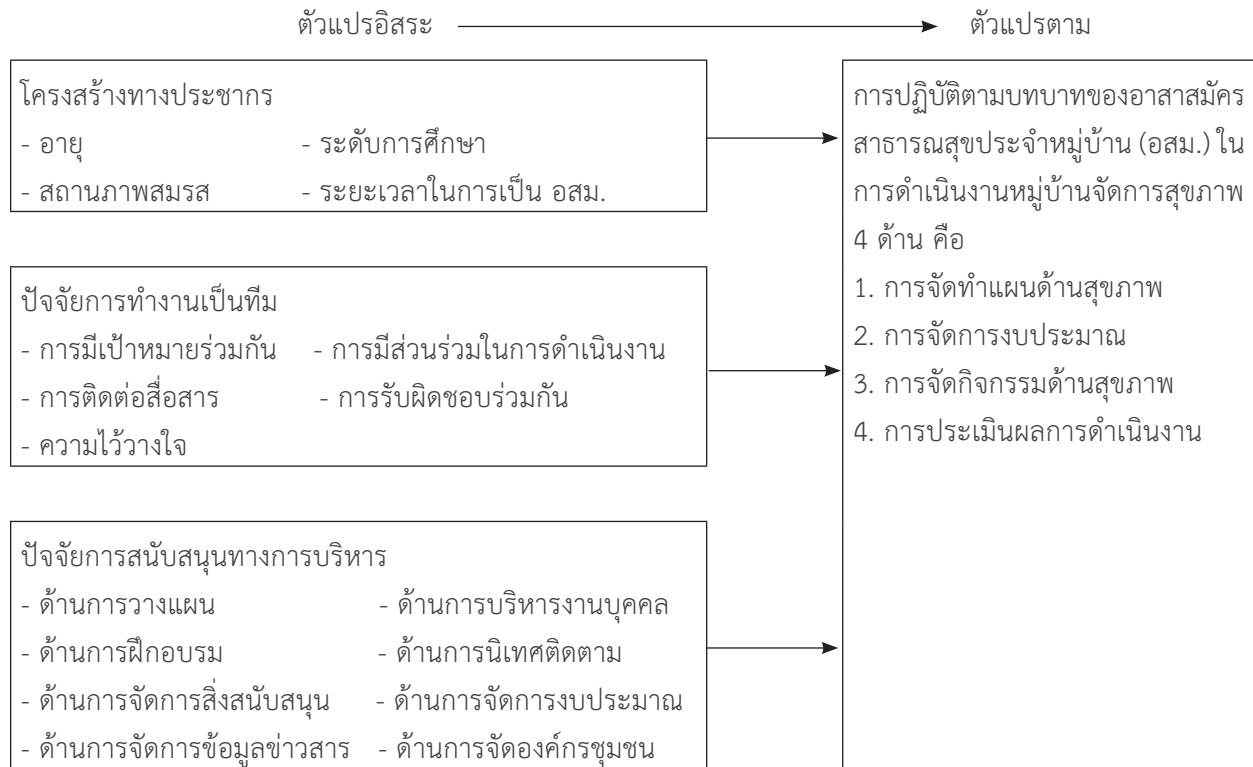 ตัวแปรอิสระ ตัวแปรตาม
โครงสร้างทางประชากร
- อายุ - ระดับการศึกษา
- สถานภาพสมรส - ระยะเวลาในการเป็น อสม.
ปัจจัยการทำงานเป็นทีม
- การมีเป้าหมายร่วมกัน - การมีส่วนร่วมในการดำเนินงาน
- การติดต่อสื่อสาร - การรับผิดชอบร่วมกัน
- ความไว้วางใจ
ปัจจัยการสนับสนุนทางการบริหาร
- ด้านการวางแผน - ด้านการบริหารงานบุคคล
- ด้านการฝึกอบรม - ด้านการนิเทศติดตาม
- ด้านการจัดการสิ่งสนับสนุน - ด้านการจัดการงบประมาณ
- ด้านการจัดการข้อมูลข่าวสาร - ด้านการจัดองค์กรชุมชน
การปฏิบัติตามบทบาทของอาสาสมัคร
สาธารณสุขประจำหมู่บ้าน (อสม.) ใน
การดำเนินงานหมู่บ้านจัดการสุขภาพ
4 ด้าน คือ
1. การจัดทำแผนด้านสุขภาพ
2. การจัดการงบประมาณ
3. การจัดกิจกรรมด้านสุขภาพ
4. การประเมินผลการดำเนินงาน